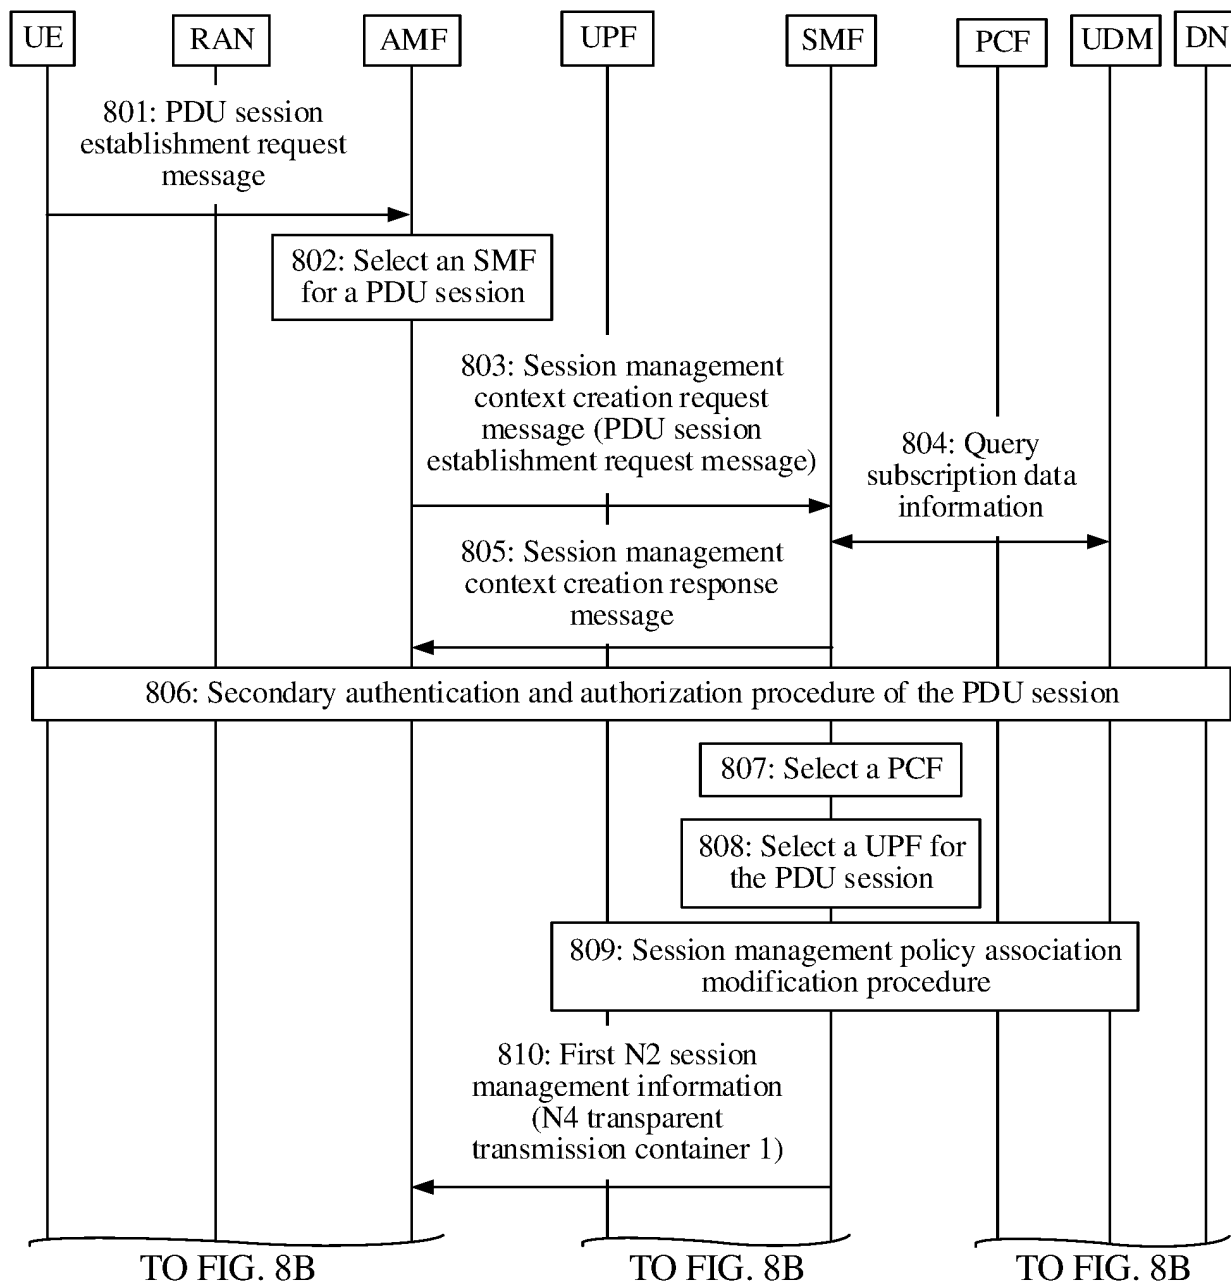 UE RAN AMF UPF SMF PCF UDM DN
801: PDU session
establishment request
message
802: Select an SMF
for a PDU session
803: Session management
context creation request
message (PDU session
establishment request message)
804: Query
subscription data
information
805: Session management
context creation response
message
806: Secondary authentication and authorization procedure of the PDU session
807: Select a PCF
808: Select a UPF for
the PDU session
809: Session management policy association
modification procedure
810: First N2 session
management information
(N4 transparent
transmission container 1)
TO FIG. 8B TO FIG. 8B TO FIG. 8B